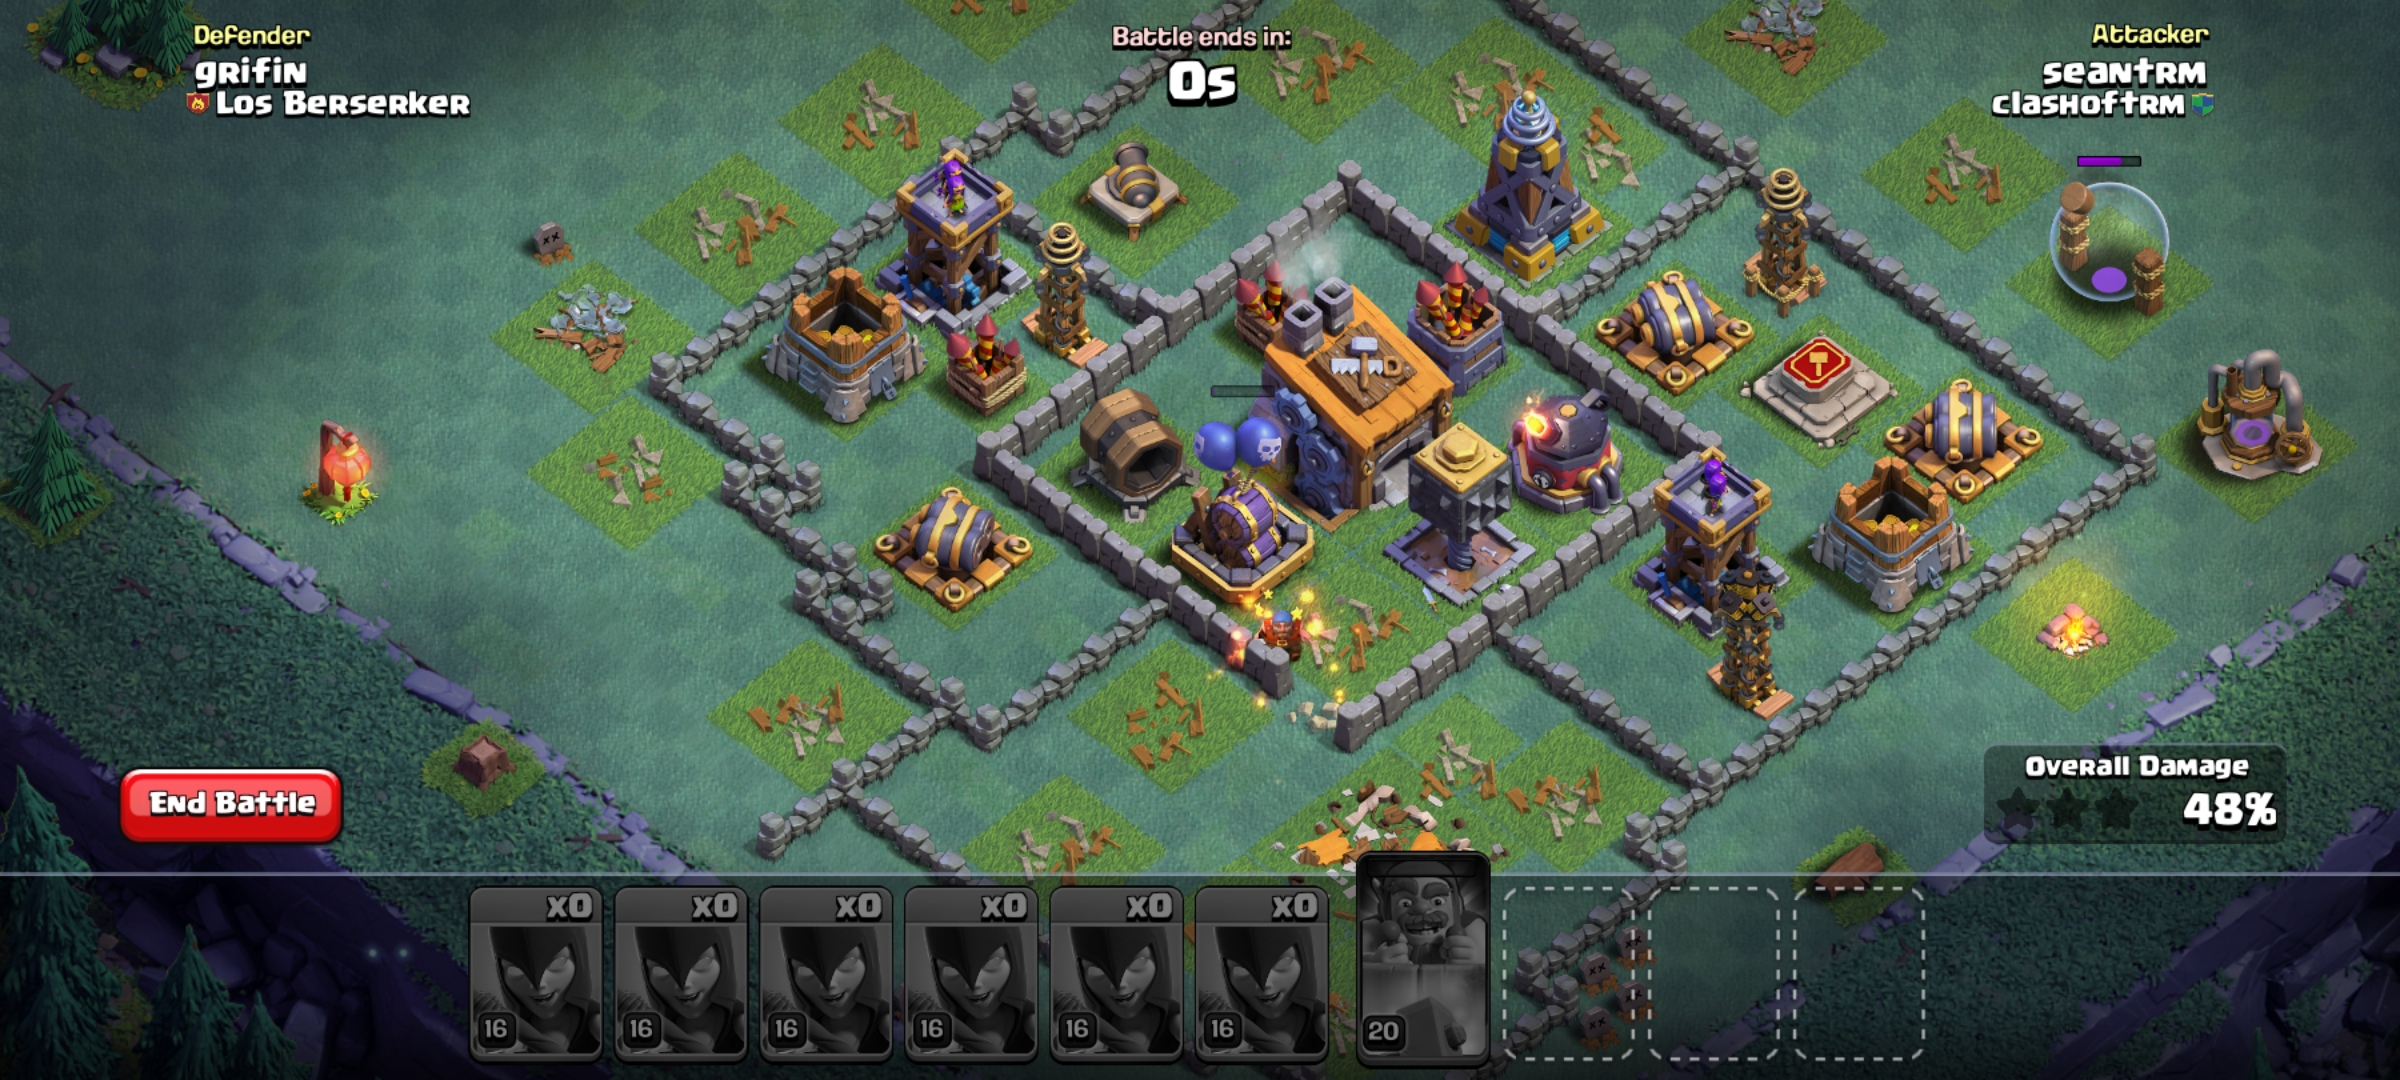 Defender
grifin
Los Berserker
Battle ends in:
0s
Attacker
seantrm
clashoftrm
End Battle
Overall Damage
48%
x0 x0 x0 x0 x0 x0
16 16 16 16 16 16 20